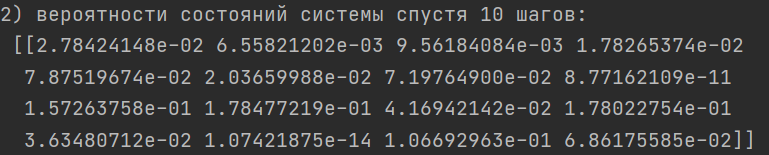 2) вероятности состояний системы спустя 10 шагов:
[[2.78424148e-02 6.55821202e-03 9.56184084e-03 1.78265374e-02
7.87519674e-02 2.03659988e-02 7.19764900e-02 8.77162109e-11
1.57263758e-01 1.78477219e-01 4.16942142e-02 1.78022754e-01
3.63480712e-02 1.07421875e-14 1.06692963e-01 6.86175585e-02]]